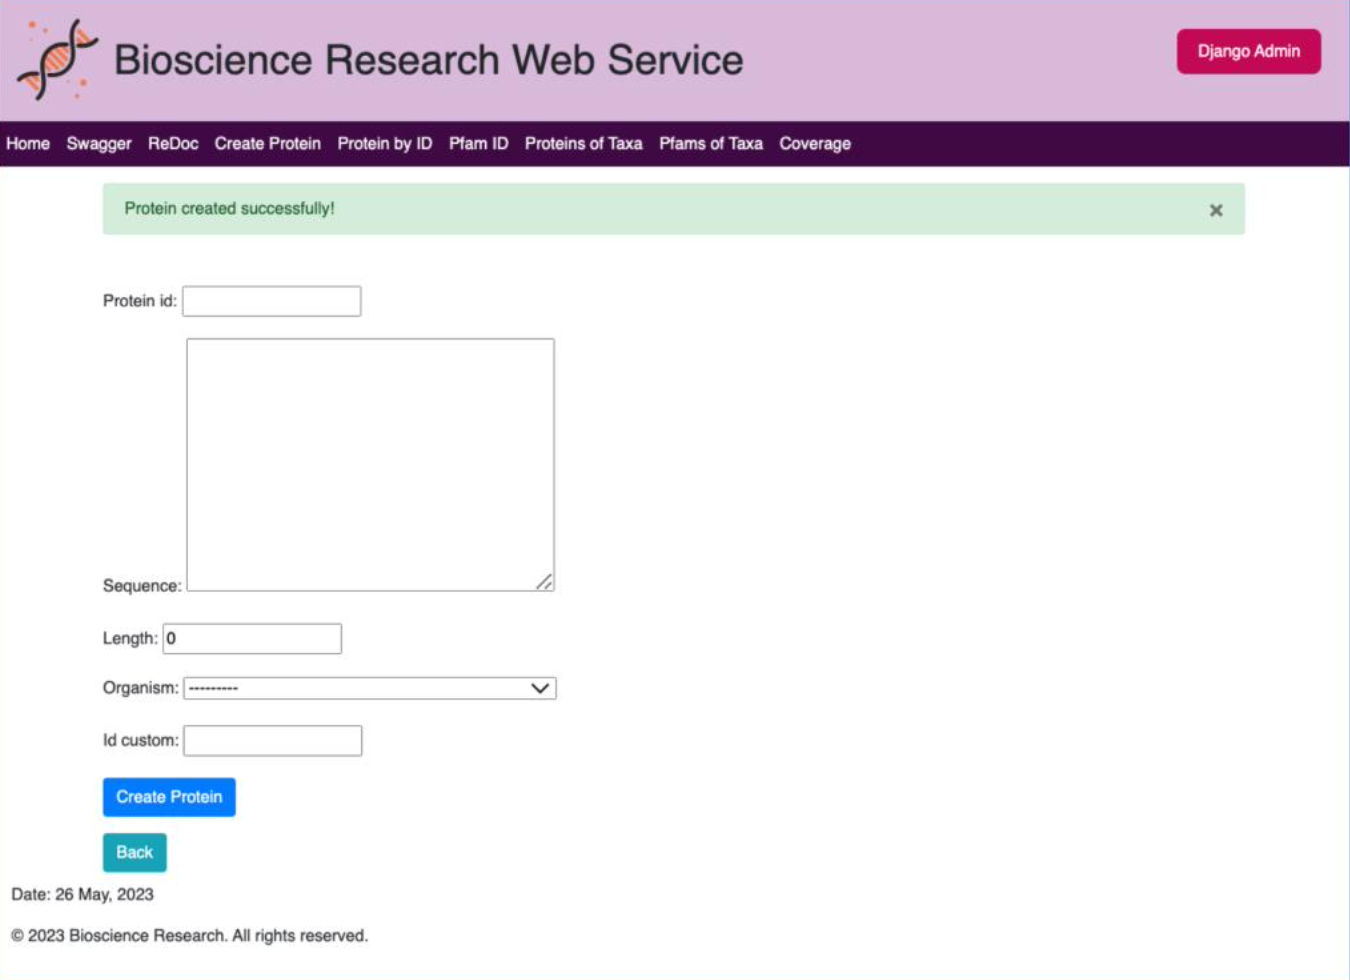 Bioscience Research Web Service
Django Admin
Home Swagger ReDoc Create Protein Protein by ID Pfam ID Proteins of Taxa Pfams of Taxa Coverage
Protein created successfully! ×
Protein id:
Sequence:
Length: 0
Organism: ---------
Id custom:
Create Protein
Back
Date: 26 May, 2023
© 2023 Bioscience Research. All rights reserved.